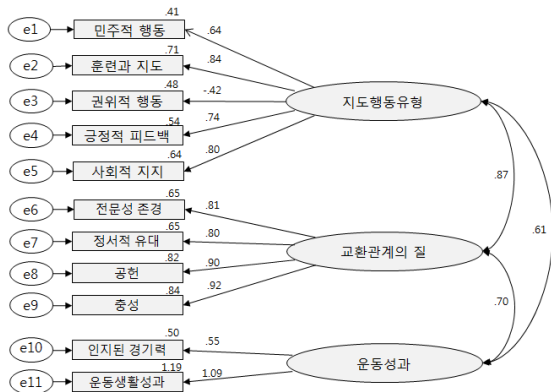 .41
e1 민주적 행동 .64
.71
e2 훈련과 지도 .84
.48
e3 권위적 행동 -.42 지도행동유형
.54
e4 긍정적 피드백 .74
.64
e5 사회적 지지 .80
.87
.65
e6 전문성 존경 .81
.61
.65
e7 정서적 유대 .80
교환관계의 질
.82
e8 공헌 .90
.84
e9 충성 .92
.70
.50
e10 인지된 경기력 .55
운동성과
1.19
e11 운동생활성과 1.09